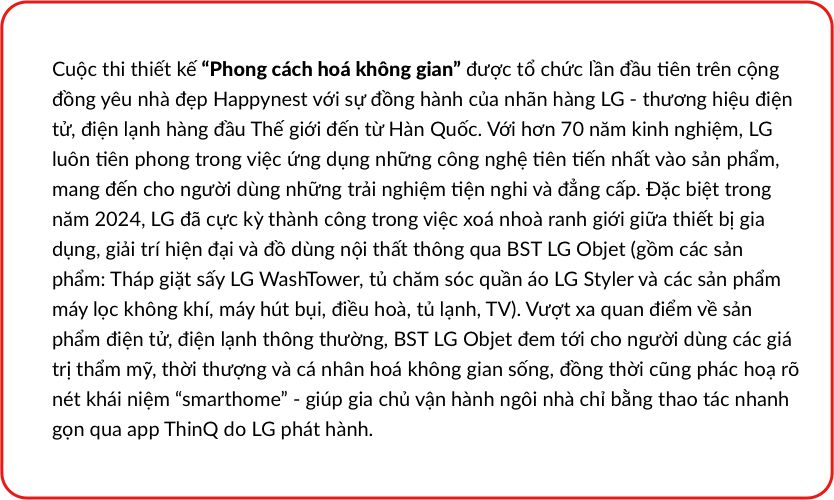 Cuộc thi thiết kế “Phong cách hoá không gian” được tổ chức lần đầu tiên trên cộng
đồng yêu nhà đẹp Happynest với sự đồng hành của nhãn hàng LG - thương hiệu điện
tử, điện lạnh hàng đầu Thế giới đến từ Hàn Quốc. Với hơn 70 năm kinh nghiệm, LG
luôn tiên phong trong việc ứng dụng những công nghệ tiên tiến nhất vào sản phẩm,
mang đến cho người dùng những trải nghiệm tiện nghi và đẳng cấp. Đặc biệt trong
năm 2024, LG đã cực kỳ thành công trong việc xoá nhoà ranh giới giữa thiết bị gia
dụng, giải trí hiện đại và đồ dùng nội thất thông qua BST LG Objet (gồm các sản
phẩm: Tháp giặt sấy LG WashTower, tủ chăm sóc quần áo LG Styler và các sản phẩm
máy lọc không khí, máy hút bụi, điều hoà, tủ lạnh, TV). Vượt xa quan điểm về sản
phẩm điện tử, điện lạnh thông thường, BST LG Objet đem tới cho người dùng các giá
trị thẩm mỹ, thời thượng và cá nhân hoá không gian sống, đồng thời cũng phác hoạ rõ
nét khái niệm “smarthome” - giúp gia chủ vận hành ngôi nhà chỉ bằng thao tác nhanh
gọn qua app ThinQ do LG phát hành.